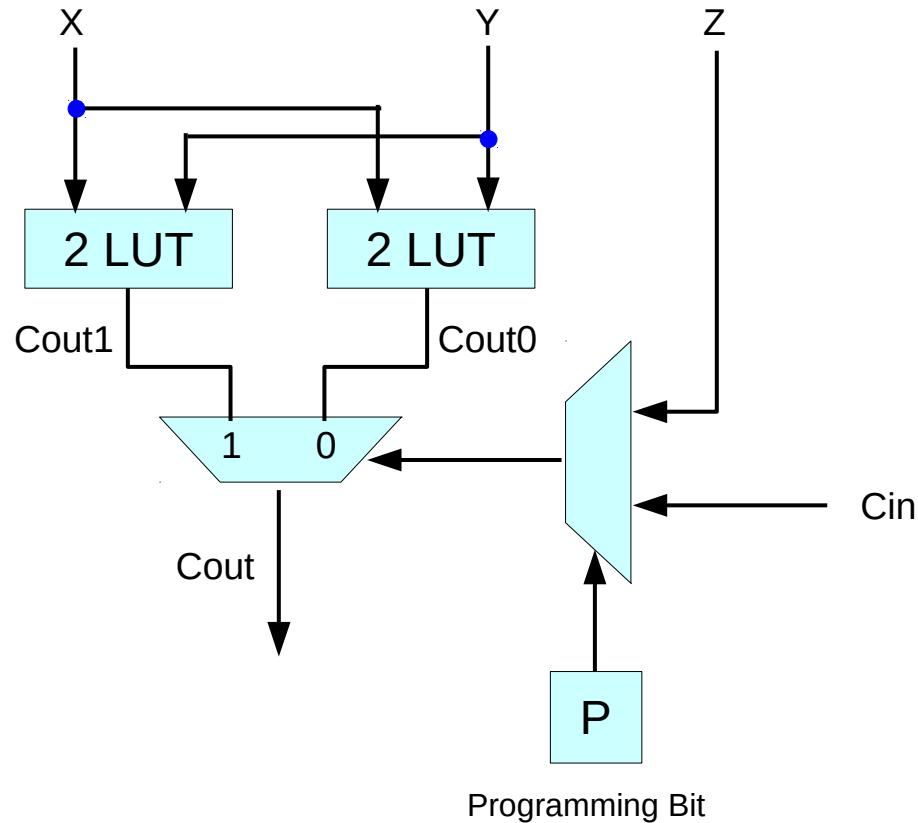 X
Y
Z
2 LUT
2 LUT
Cout1
Cout0
1
0
Cin
Cout
P
Programming Bit